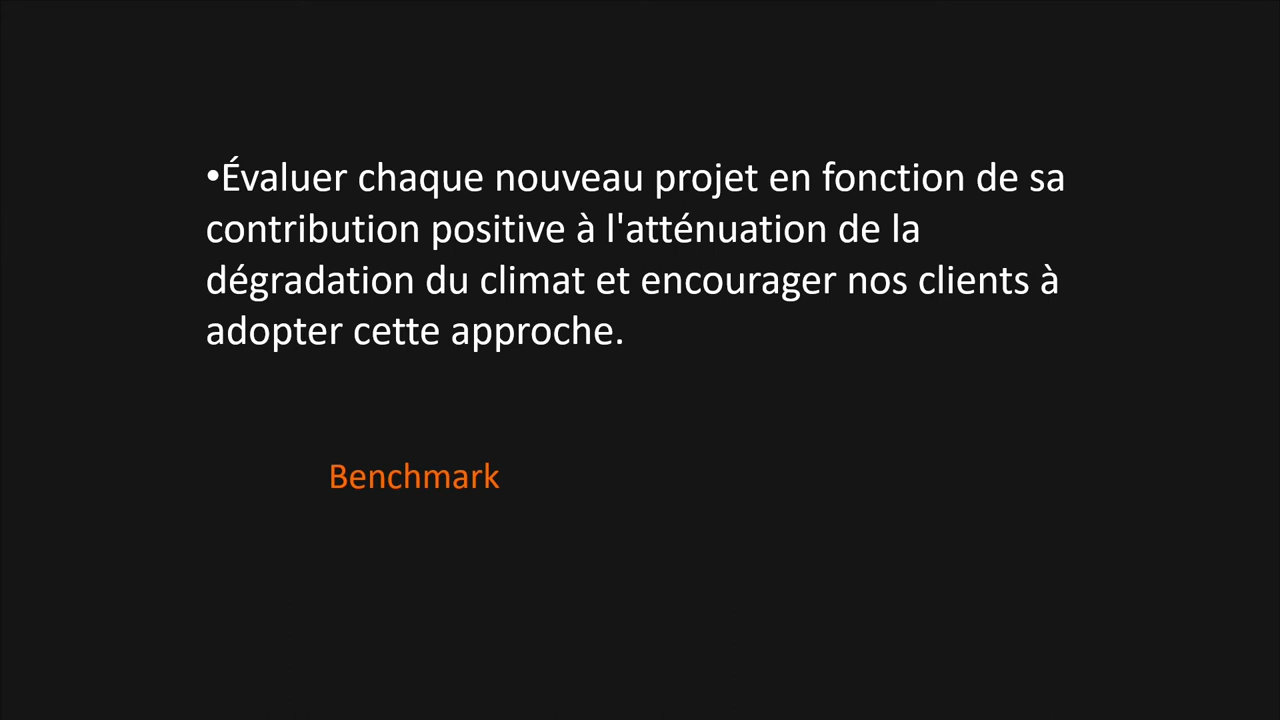 •Évaluer chaque nouveau projet en fonction de sa
contribution positive à l'atténuation de la
dégradation du climat et encourager nos clients à
adopter cette approche.
Benchmark